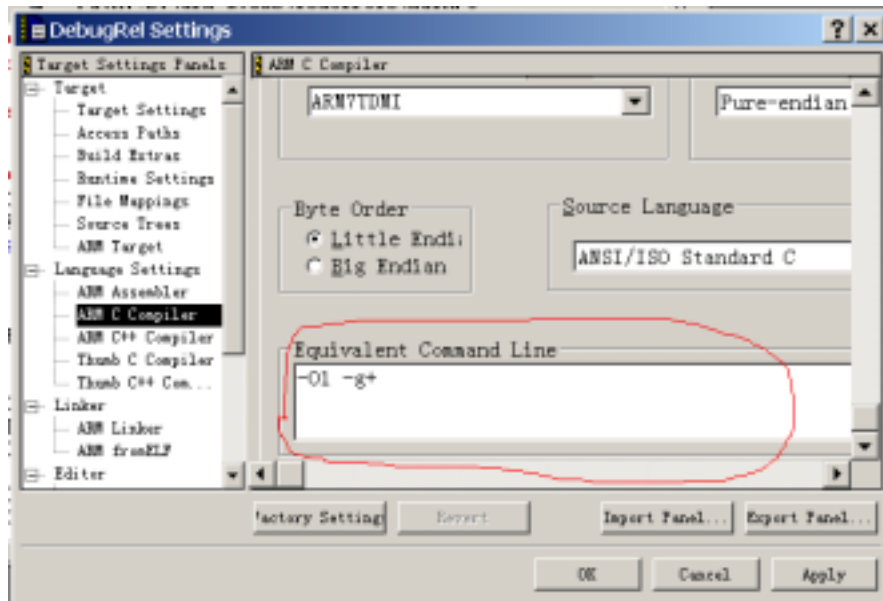 DebugRel Settings
Target Settings Panels
ARM C Compiler
Target
Target Settings
Access Paths
Build Extras
Runtime Settings
File Mappings
Source Trees
ARM Target
Language Settings
ARM Assembler
ARM C Compiler
ARM C++ Compiler
Thumb C Compiler
Thumb C++ Com...
Linker
ARM Linker
ARM fromELF
Editor
ARM7TDMI
Pure-endian
Byte Order
Little Endi
Big Endian
Source Language
ANSI/ISO Standard C
Equivalent Command Line
-O1 -g+
actory Setting
Revert
Import Panel...
Export Panel...
OK
Cancel
Apply